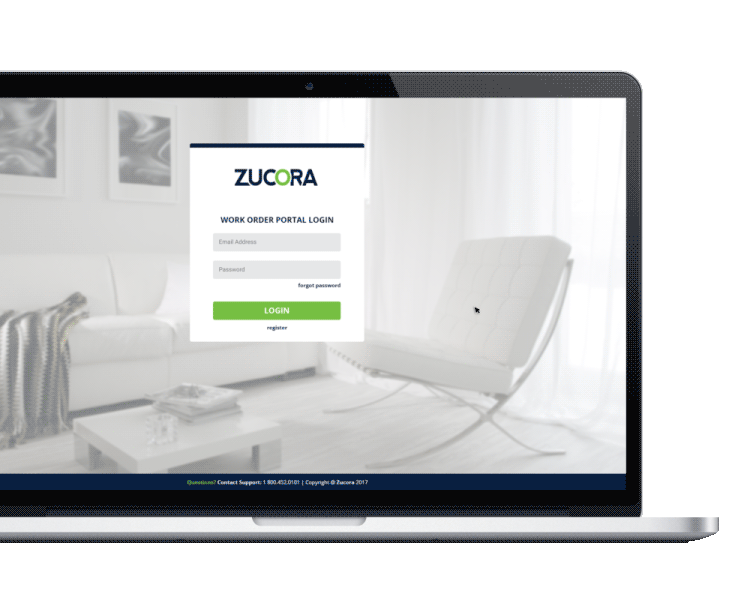 ZUCORA
WORK ORDER PORTAL LOGIN
Email Address
Password
forgot password
LOGIN
register
Questions? Contact Support: 1 800.452.0101 | Copyright @ Zucora 2017